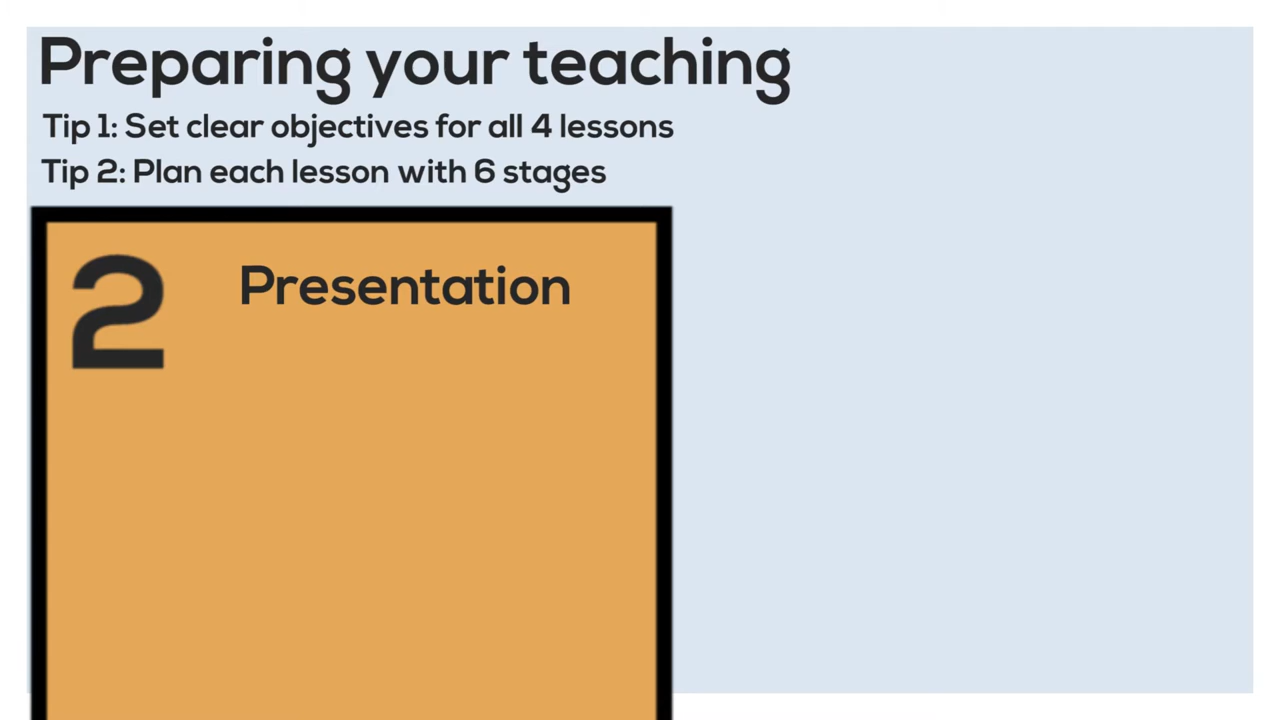 Preparing your teaching
Tip 1: Set clear objectives for all 4 lessons
Tip 2: Plan each lesson with 6 stages
2 Presentation